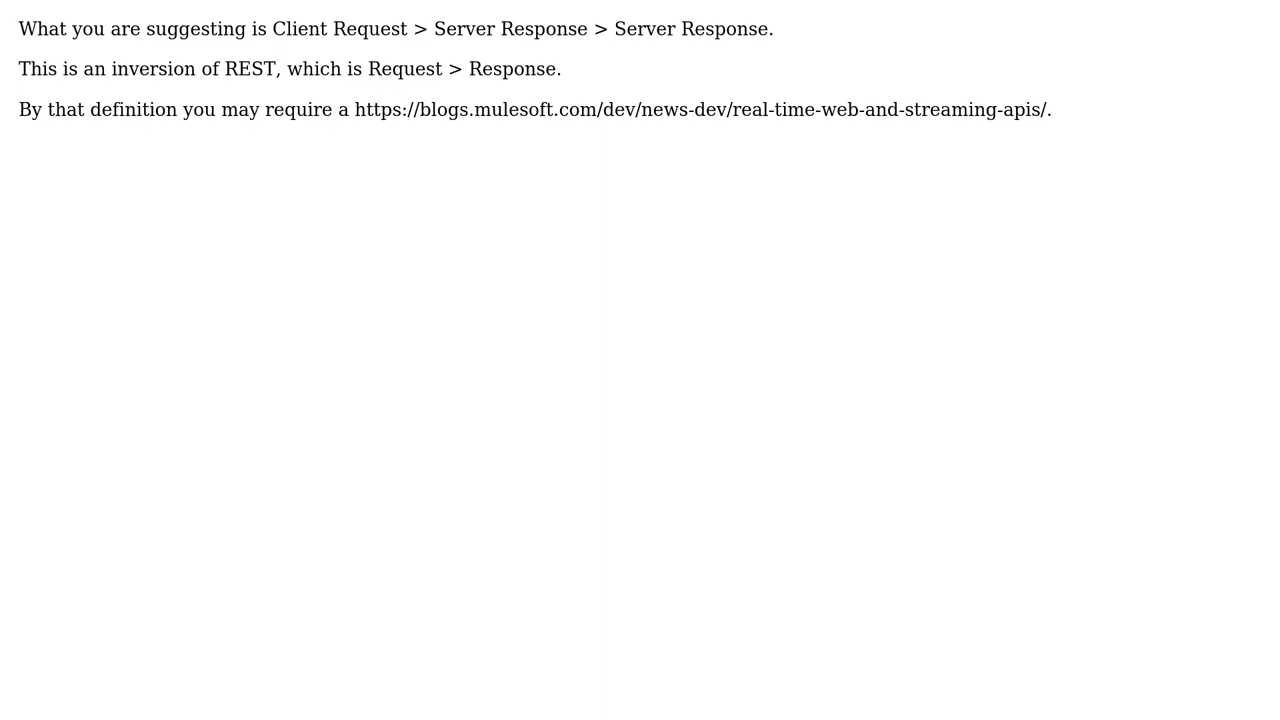 What you are suggesting is Client Request > Server Response > Server Response.
This is an inversion of REST, which is Request > Response.
By that definition you may require a https://blogs.mulesoft.com/dev/news-dev/real-time-web-and-streaming-apis/.